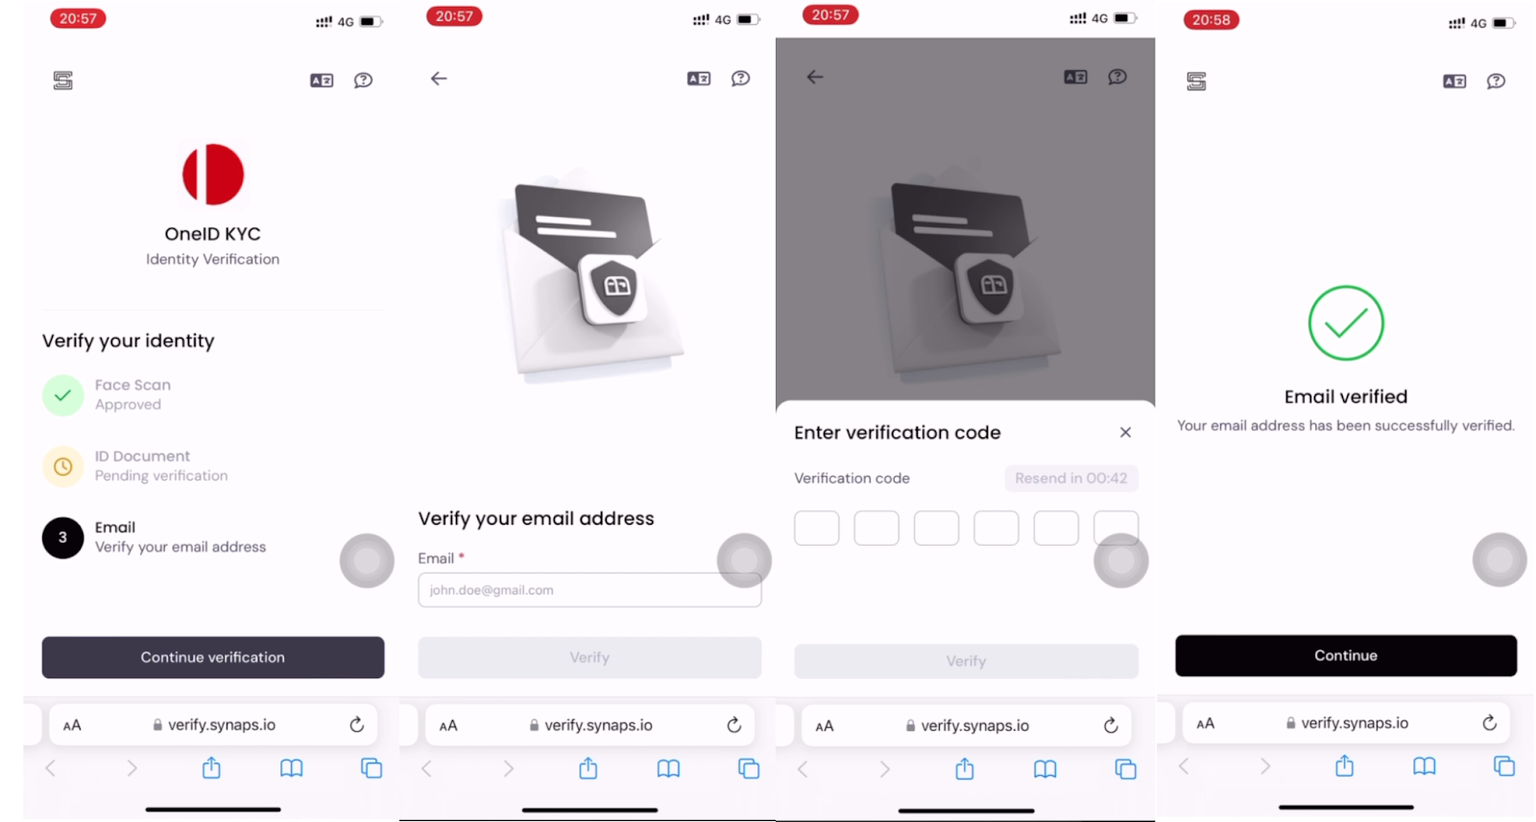 20:57
4G
OneID KYC
Identity Verification
Verify your identity
Face Scan
Approved
ID Document
Pending verification
3
Email
Verify your email address
Continue verification
AA
verify.synaps.io
20:57
4G
Verify your email address
Email *
john.doe@gmail.com
Verify
AA
verify.synaps.io
20:57
4G
Enter verification code
Verification code
Resend in 00:42
Verify
AA
verify.synaps.io
20:58
4G
Email verified
Your email address has been successfully verified.
Continue
AA
verify.synaps.io